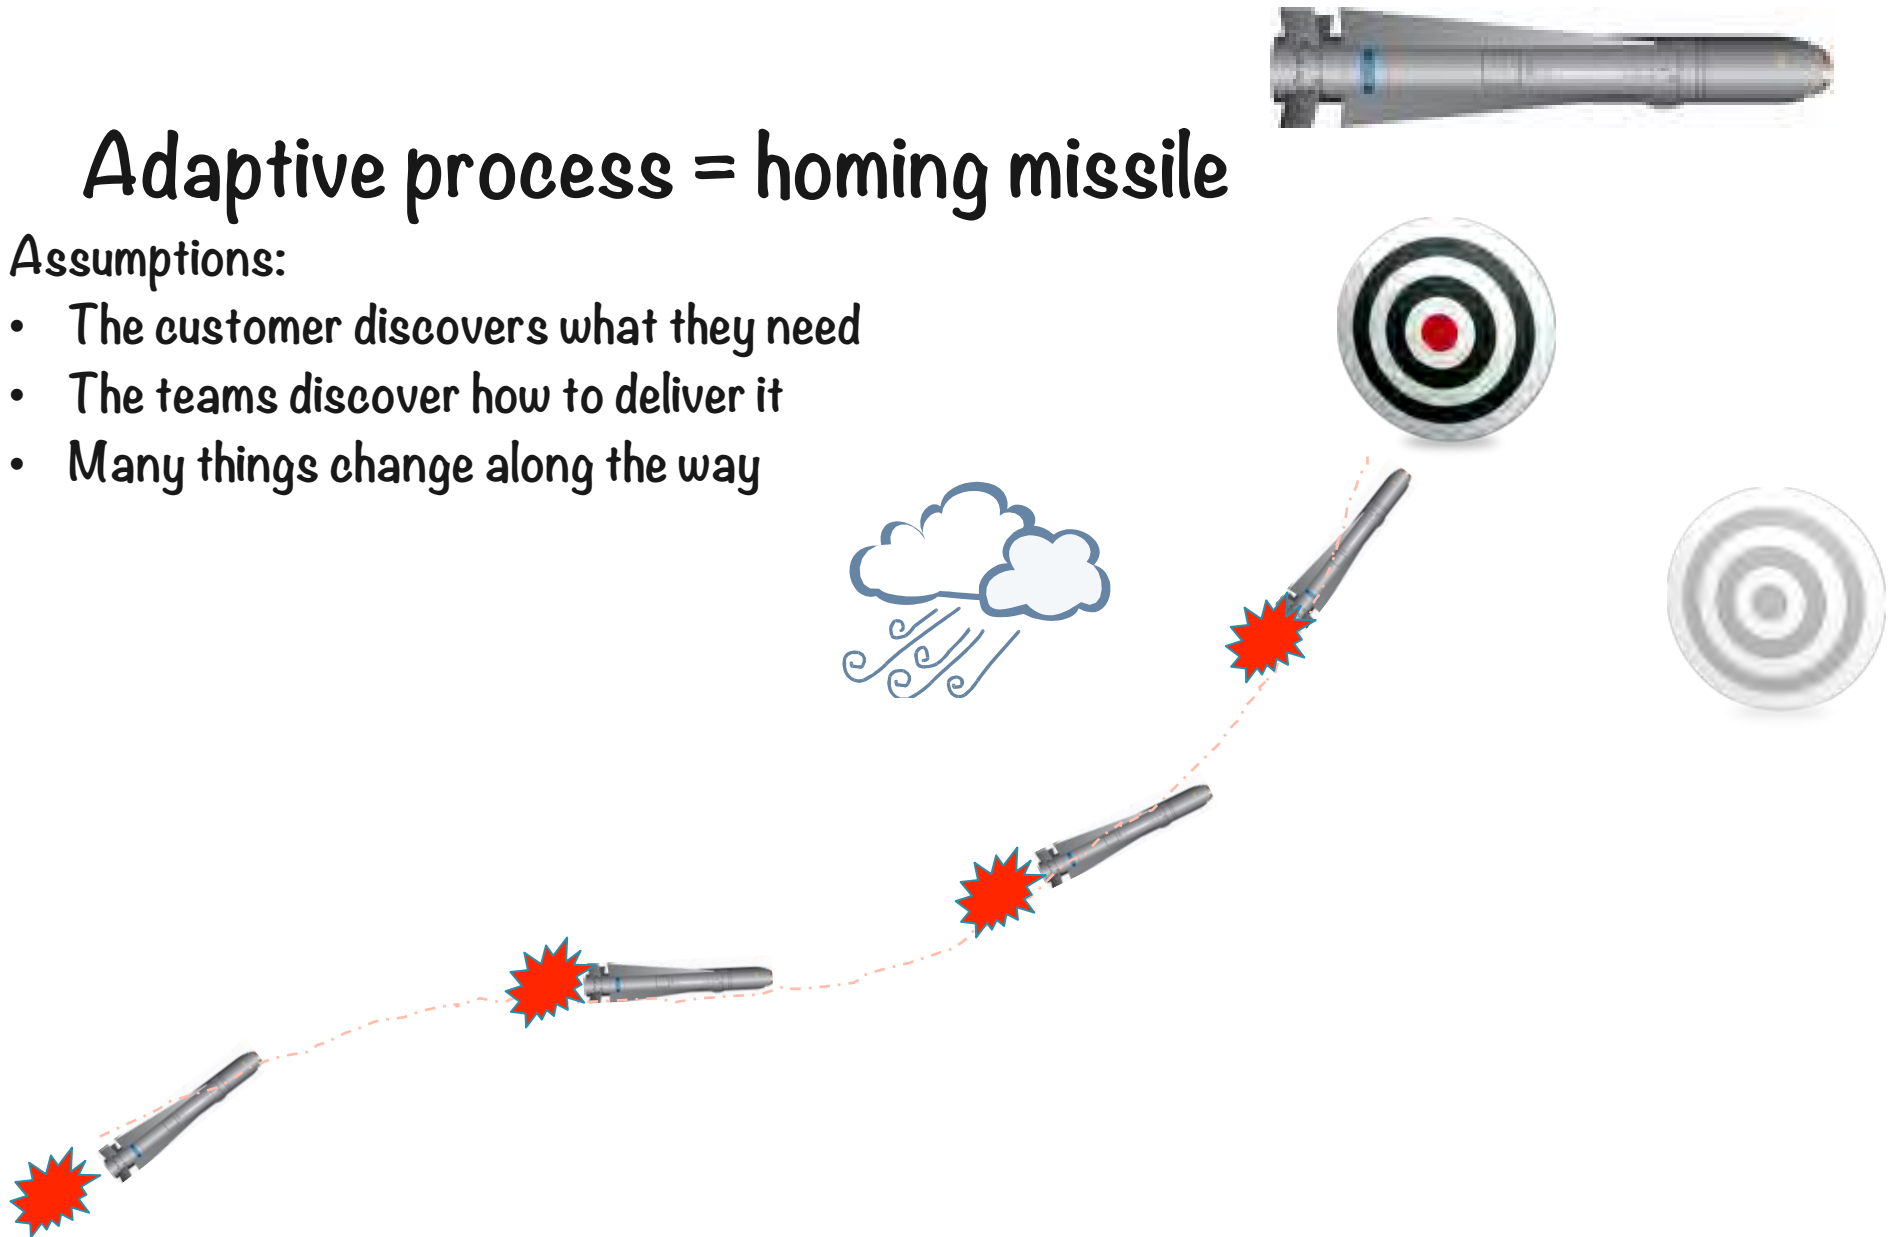 Adaptive process = homing missile
Assumptions:
• The customer discovers what they need
• The teams discover how to deliver it
• Many things change along the way